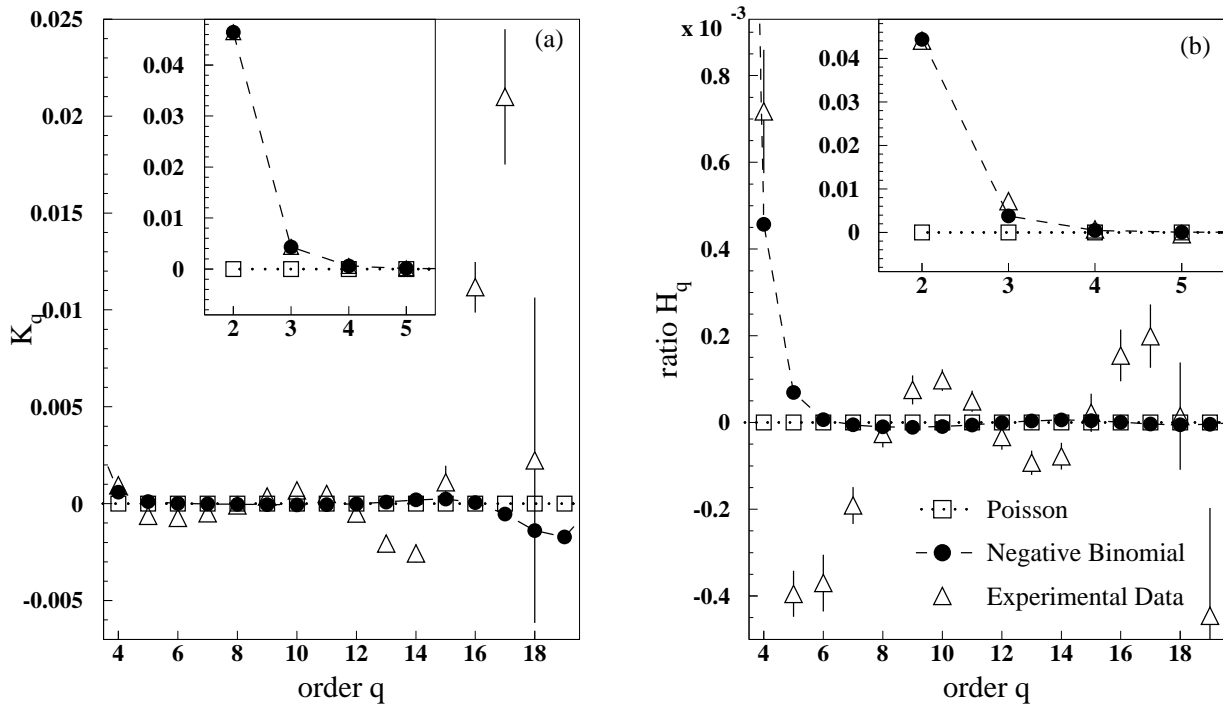 (a)
K_q
0.025
0.02
0.015
0.01
0.005
0
-0.005
4 6 8 10 12 14 16 18
order q
0.04
0.03
0.02
0.01
0
2 3 4 5
(b)
x 10^-3
ratio H_q
0.8
0.6
0.4
0.2
0
-0.2
-0.4
4 6 8 10 12 14 16 18
order q
0.04
0.03
0.02
0.01
0
2 3 4 5
Poisson
Negative Binomial
Experimental Data